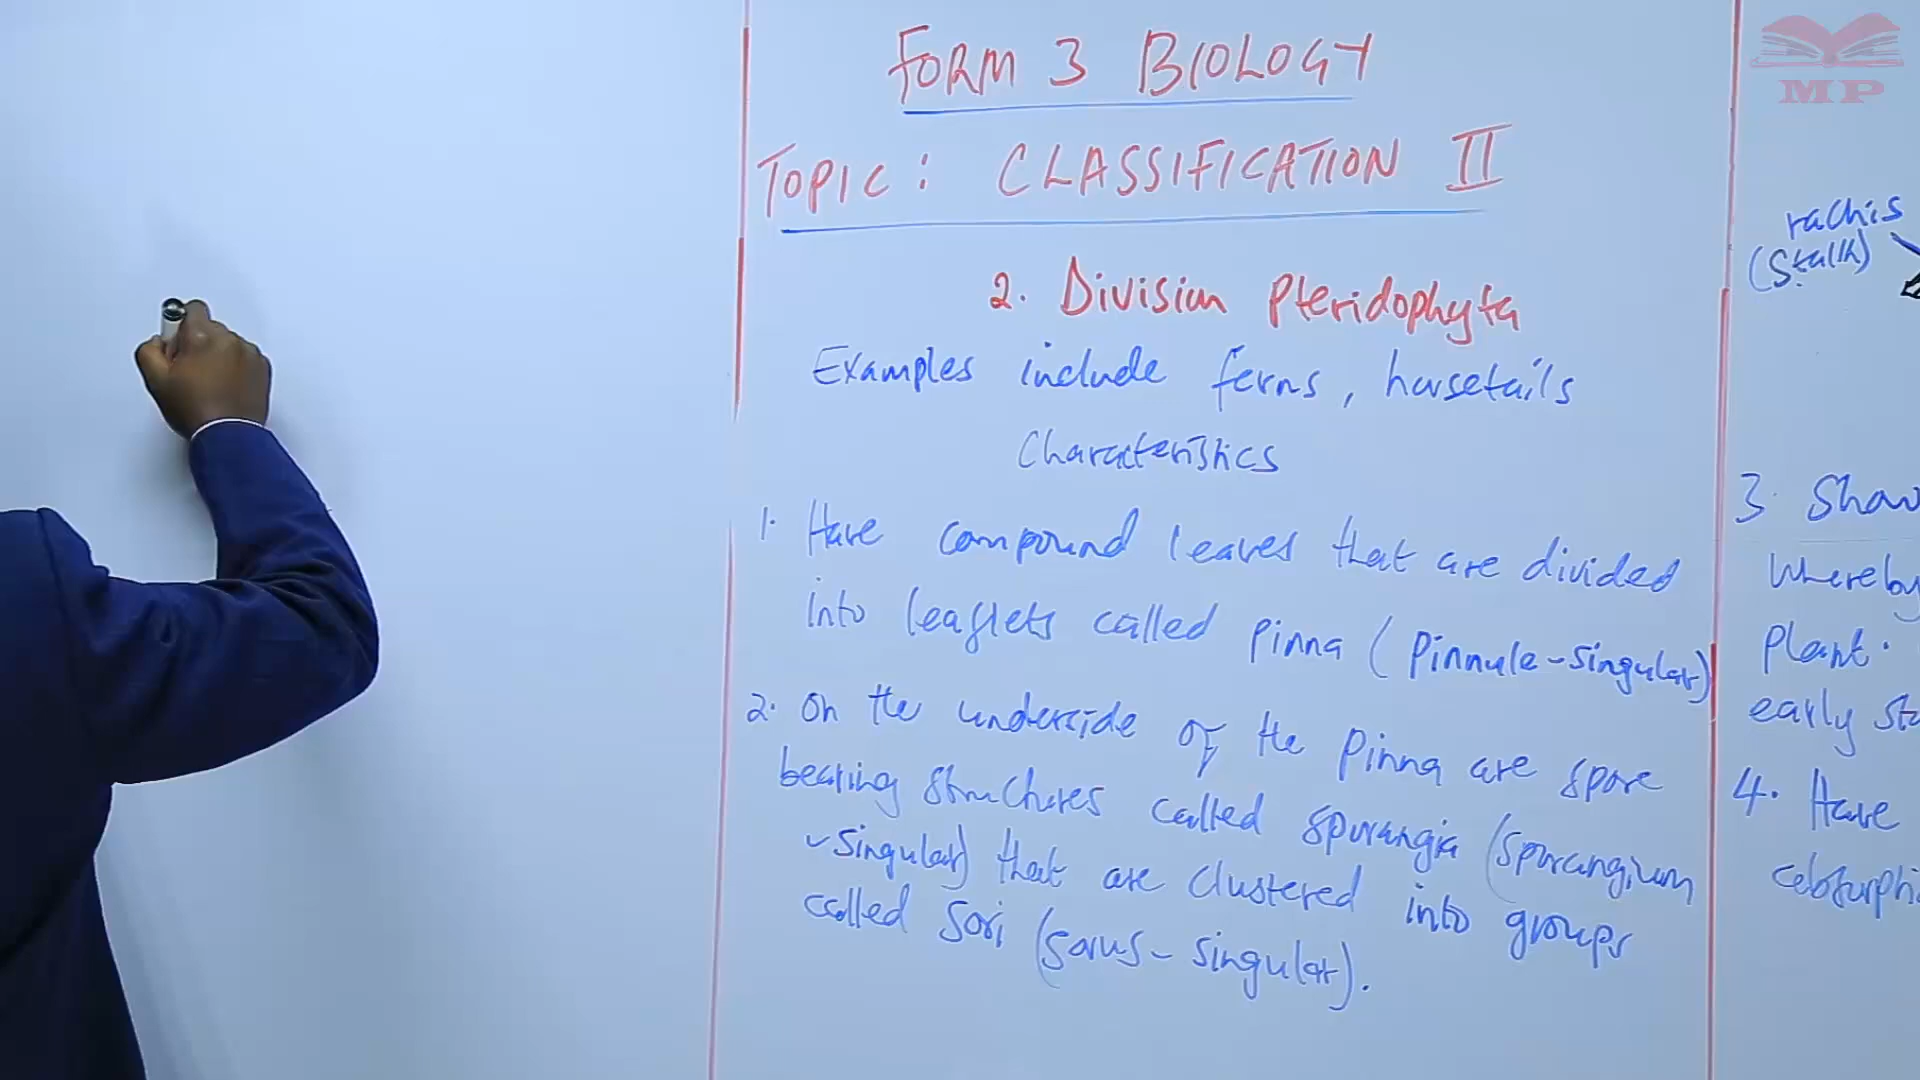 FORM 3 BIOLOGY
TOPIC: CLASSIFICATION II
2. Division Pteridophyta
Examples include ferns, horsetails
Characteristics
1. Have compound leaves that are divided
into leaflets called pinna (pinnule-singular)
2. On the underside of the pinna are spore
bearing structures called sporangia (sporangium
-singular) that are clustered into groups
called sori (sorus-singular).
MP
rachis
(stalk)
3. Show
Whereby
plant.
early
4. Have